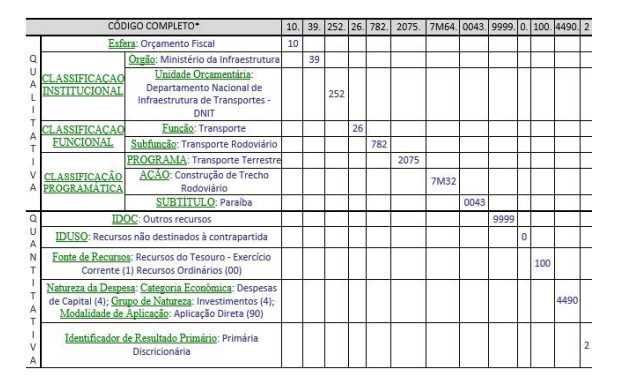 CÓDIGO COMPLETO* 10. 39. 252. 26. 782. 2075. 7M64. 0043. 9999. 0. 100. 4490. 2
QUALITATIVA
Esfera: Orçamento Fiscal 10
CLASSIFICAÇAO
INSTITUCIONAL
Orgão: Ministério da Infraestrutura 39
Unidade Orçamentária:
Departamento Nacional de
Infraestrutura de Transportes -
DNIT
252
CLASSIFICAÇAO
FUNCIONAL
Função: Transporte 26
Subfunção: Transporte Rodoviário 782
CLASSIFICAÇÃO
PROGRAMÁTICA
PROGRAMA: Transporte Terrestre 2075
AÇÃO: Construção de Trecho
Rodoviário
7M32
SUBTÍTULO: Paraíba 0043
QUANTITATIVA
IDOC: Outros recursos 9999
IDUSO: Recursos não destinados à contrapartida 0
Fonte de Recursos: Recursos do Tesouro - Exercício
Corrente (1) Recursos Ordinários (00)
100
Natureza da Despesa: Categoria Econômica: Despesas
de Capital (4); Grupo de Natureza: Investimentos (4);
Modalidade de Aplicação: Aplicação Direta (90)
4490
Identificador de Resultado Primário: Primária
Discricionária
2